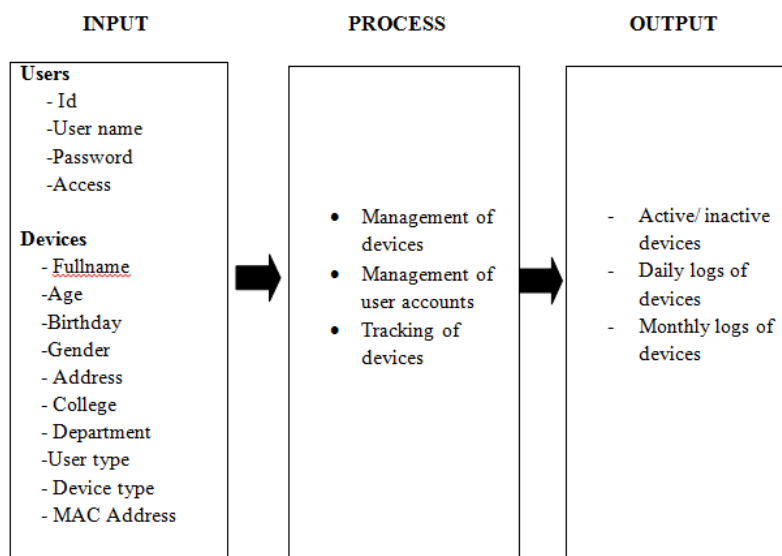 INPUT
PROCESS
OUTPUT
Users
- Id
-User name
-Password
-Access
Devices
- Fullname
-Age
-Birthday
-Gender
- Address
- College
- Department
-User type
- Device type
- MAC Address
• Management of
devices
• Management of
user accounts
• Tracking of
devices
- Active/ inactive
devices
- Daily logs of
devices
- Monthly logs of
devices